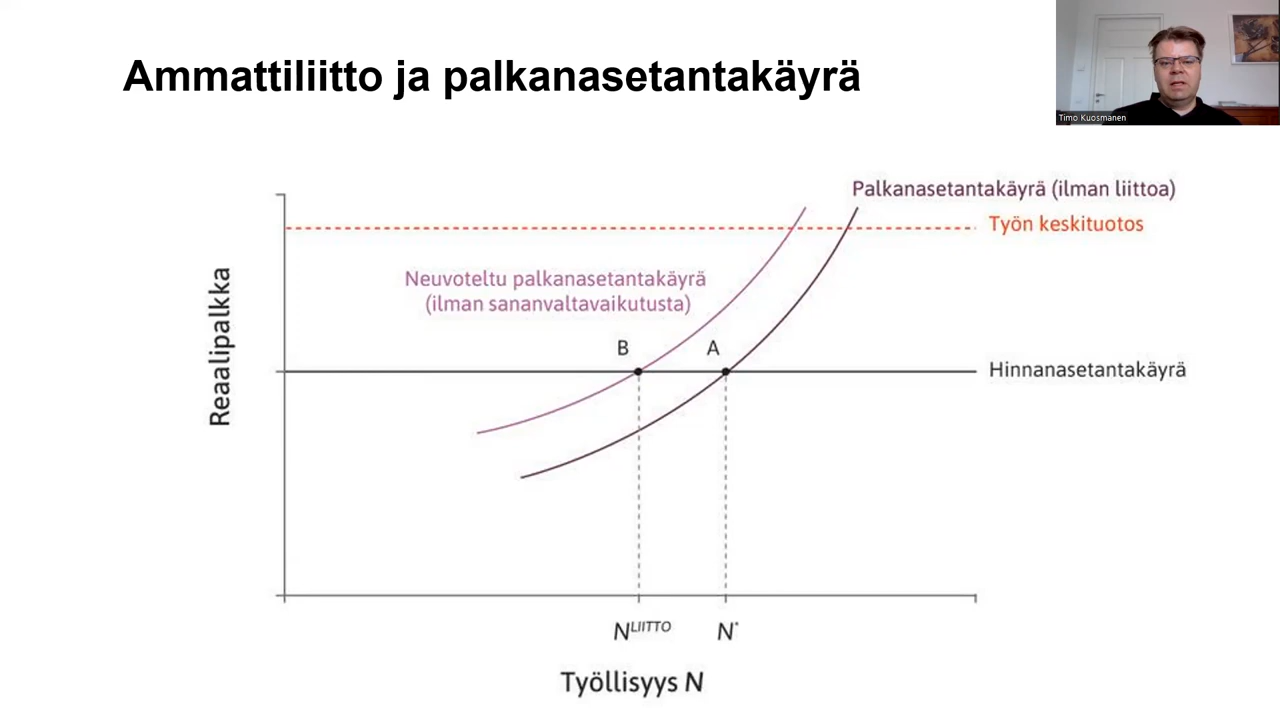 Ammattiliitto ja palkanasetantakäyrä
Timo Kuosmanen
Palkanasetantakäyrä (ilman liittoa)
Työn keskituotos
Neuvoteltu palkanasetantakäyrä
(ilman sananvaltavaikutusta)
Reaalipalkka
B
A
Hinnanasetantakäyrä
N^LIITTO
N*
Työllisyys N